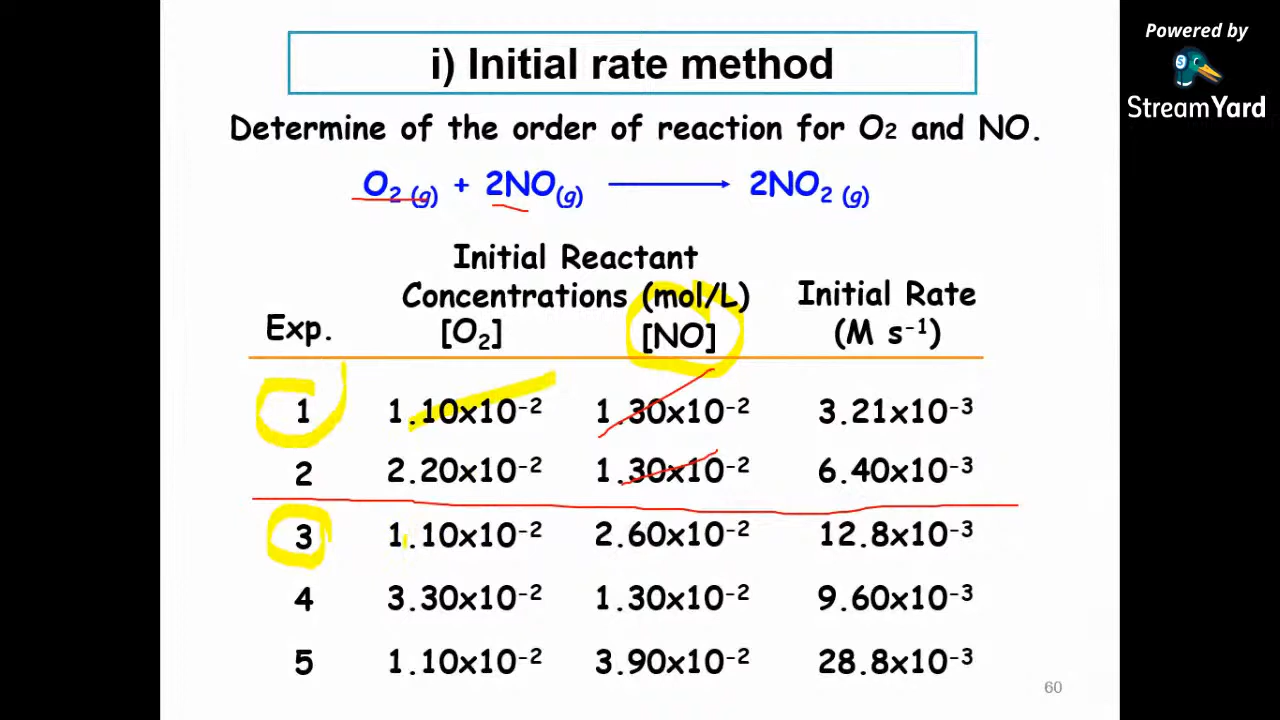 Powered by
StreamYard
i) Initial rate method
Determine of the order of reaction for O₂ and NO.
O₂ (g) + 2NO(g) ⟶ 2NO₂ (g)
Initial Reactant
Concentrations (mol/L)
Initial Rate
Exp. [O₂] [NO] (M s⁻¹)
1 1.10x10⁻² 1.30x10⁻² 3.21x10⁻³
2 2.20x10⁻² 1.30x10⁻² 6.40x10⁻³
3 1.10x10⁻² 2.60x10⁻² 12.8x10⁻³
4 3.30x10⁻² 1.30x10⁻² 9.60x10⁻³
5 1.10x10⁻² 3.90x10⁻² 28.8x10⁻³
60